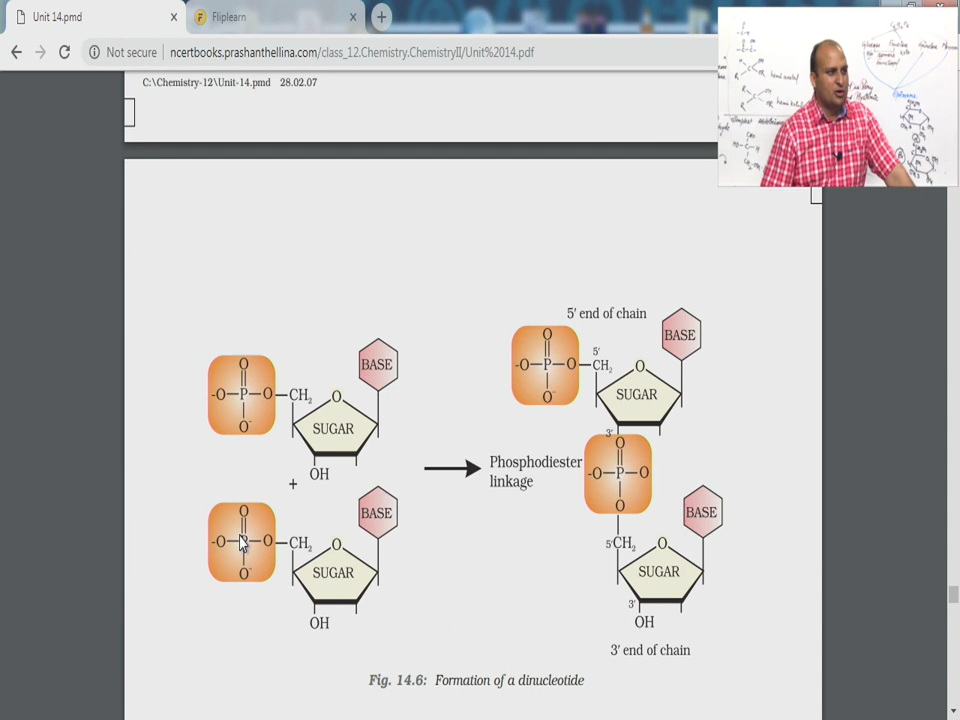 Unit 14.pmd
Fliplearn
Not secure
ncertbooks.prashanthellina.com/class_12.Chemistry.ChemistryII/Unit%2014.pdf
C:\Chemistry-12\Unit-14.pmd 28.02.07
O
-O—P—O—CH2
O-
BASE
O
SUGAR
OH
+
O
-O—P—O—CH2
O-
BASE
O
SUGAR
OH
Phosphodiester
linkage
5' end of chain
O
-O—P—O—CH2
O-
5'
BASE
O
SUGAR
3'
O
-O—P—O
O
5'CH2
BASE
O
SUGAR
3'
OH
3' end of chain
Fig. 14.6: Formation of a dinucleotide